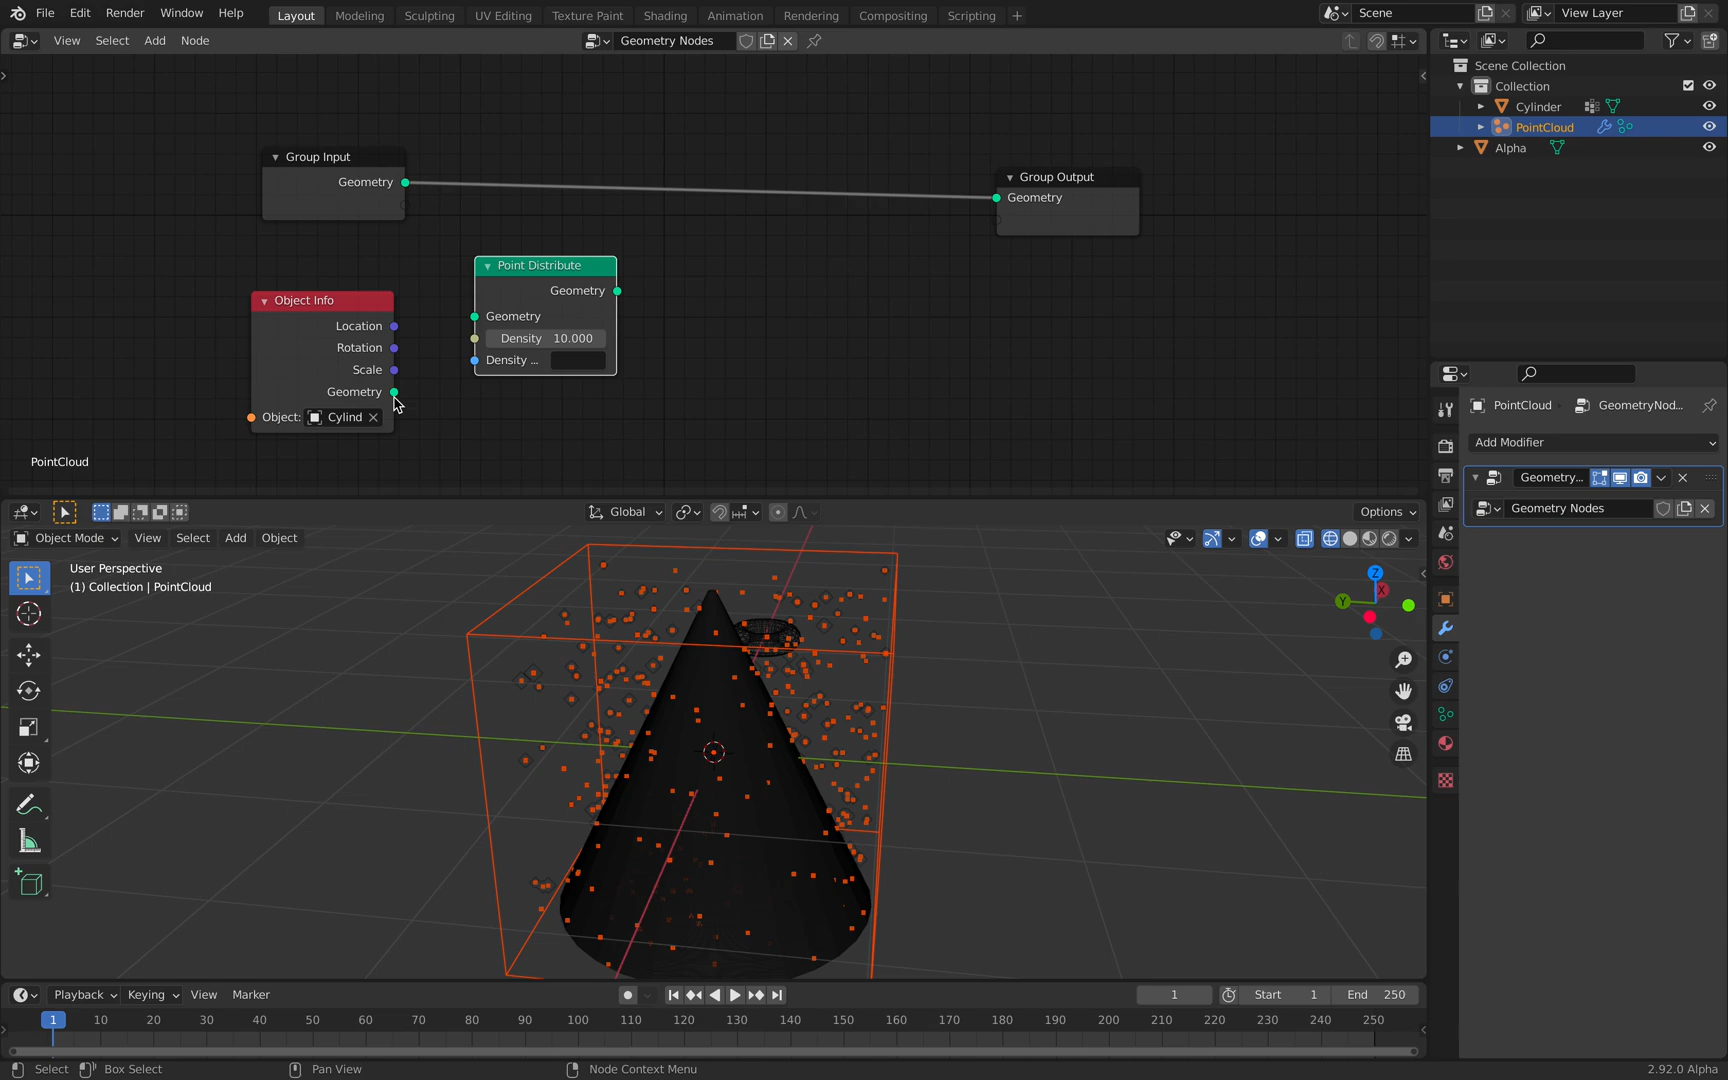 File Edit Render Window Help
Layout Modeling Sculpting UV Editing Texture Paint Shading Animation Rendering Compositing Scripting +
Scene
View Layer
View Select Add Node
Geometry Nodes
Scene Collection
Collection
Cylinder
PointCloud
Alpha
Group Input
Geometry
Group Output
Geometry
Point Distribute
Geometry
Geometry
Density 10.000
Density ...
Object Info
Location
Rotation
Scale
Geometry
Object: Cylind
PointCloud
PointCloud GeometryNod...
Add Modifier
Geometry...
Geometry Nodes
Global
Options
Object Mode View Select Add Object
User Perspective
(1) Collection | PointCloud
Z
X
Y
Playback Keying View Marker
1
Start 1
End 250
1 10 20 30 40 50 60 70 80 90 100 110 120 130 140 150 160 170 180 190 200 210 220 230 240 250
Select Box Select Pan View Node Context Menu 2.92.0 Alpha